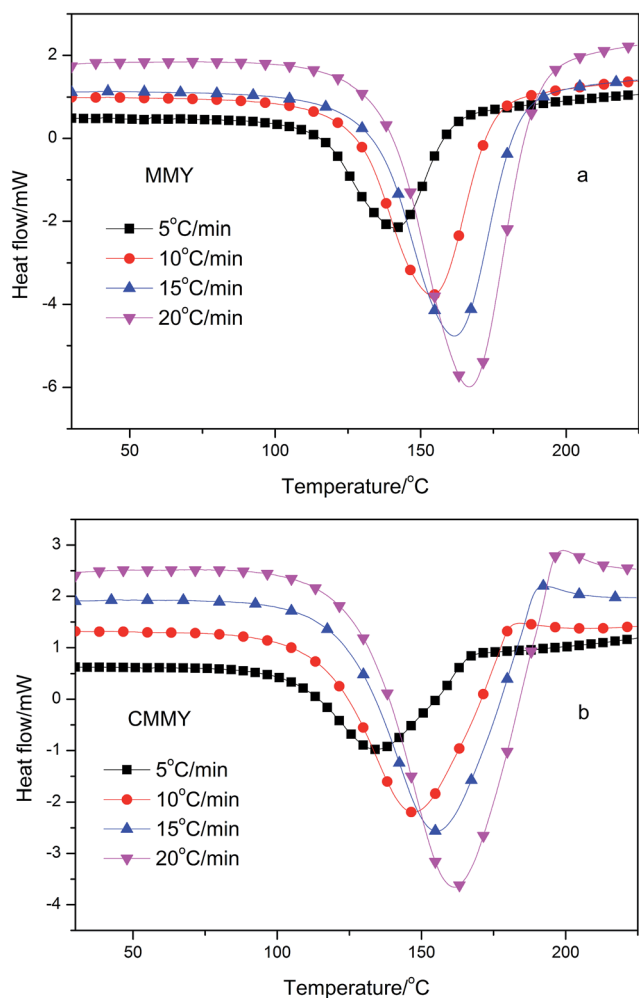 2
0
-2
-4
-6
Heat flow/mW
MMY
a
5°C/min
10°C/min
15°C/min
20°C/min
50
100
150
200
Temperature/°C
3
2
1
0
-1
-2
-3
-4
Heat flow/mW
CMMY
b
5°C/min
10°C/min
15°C/min
20°C/min
50
100
150
200
Temperature/°C